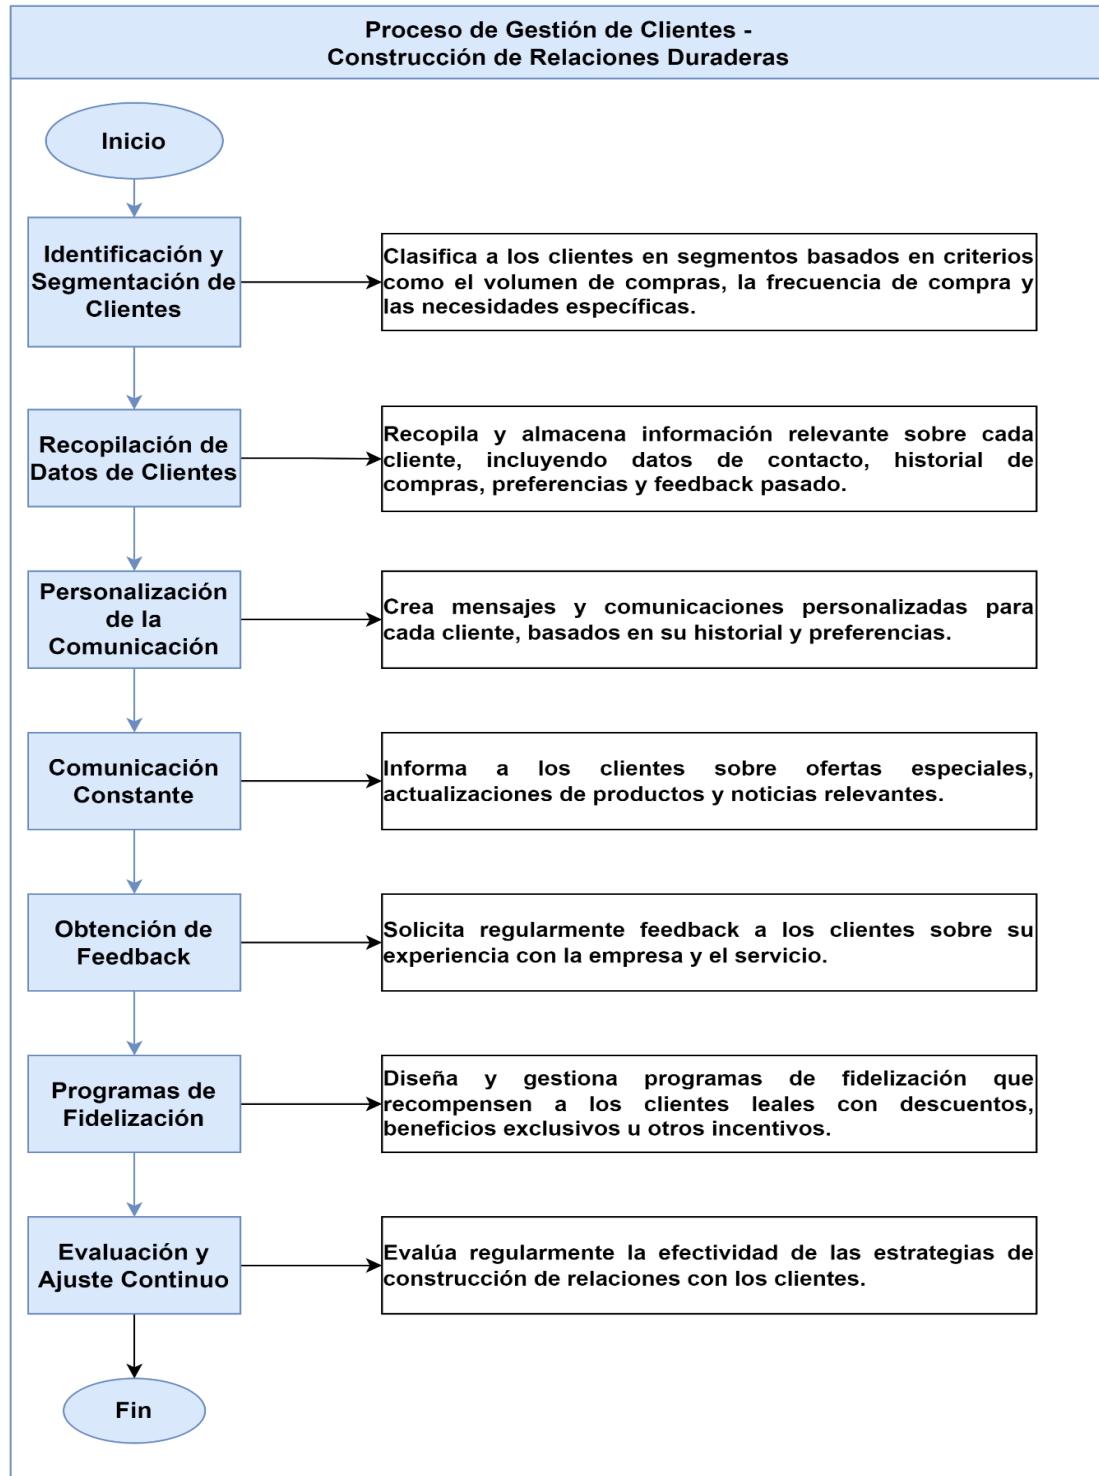 Proceso de Gestión de Clientes -
Construcción de Relaciones Duraderas
Inicio
Identificación y
Segmentación de
Clientes
Clasifica a los clientes en segmentos basados en criterios
como el volumen de compras, la frecuencia de compra y
las necesidades específicas.
Recopilación de
Datos de Clientes
Recopila y almacena información relevante sobre cada
cliente, incluyendo datos de contacto, historial de
compras, preferencias y feedback pasado.
Personalización
de la
Comunicación
Crea mensajes y comunicaciones personalizadas para
cada cliente, basados en su historial y preferencias.
Comunicación
Constante
Informa a los clientes sobre ofertas especiales,
actualizaciones de productos y noticias relevantes.
Obtención de
Feedback
Solicita regularmente feedback a los clientes sobre su
experiencia con la empresa y el servicio.
Programas de
Fidelización
Diseña y gestiona programas de fidelización que
recompensen a los clientes leales con descuentos,
beneficios exclusivos u otros incentivos.
Evaluación y
Ajuste Continuo
Evalúa regularmente la efectividad de las estrategias de
construcción de relaciones con los clientes.
Fin